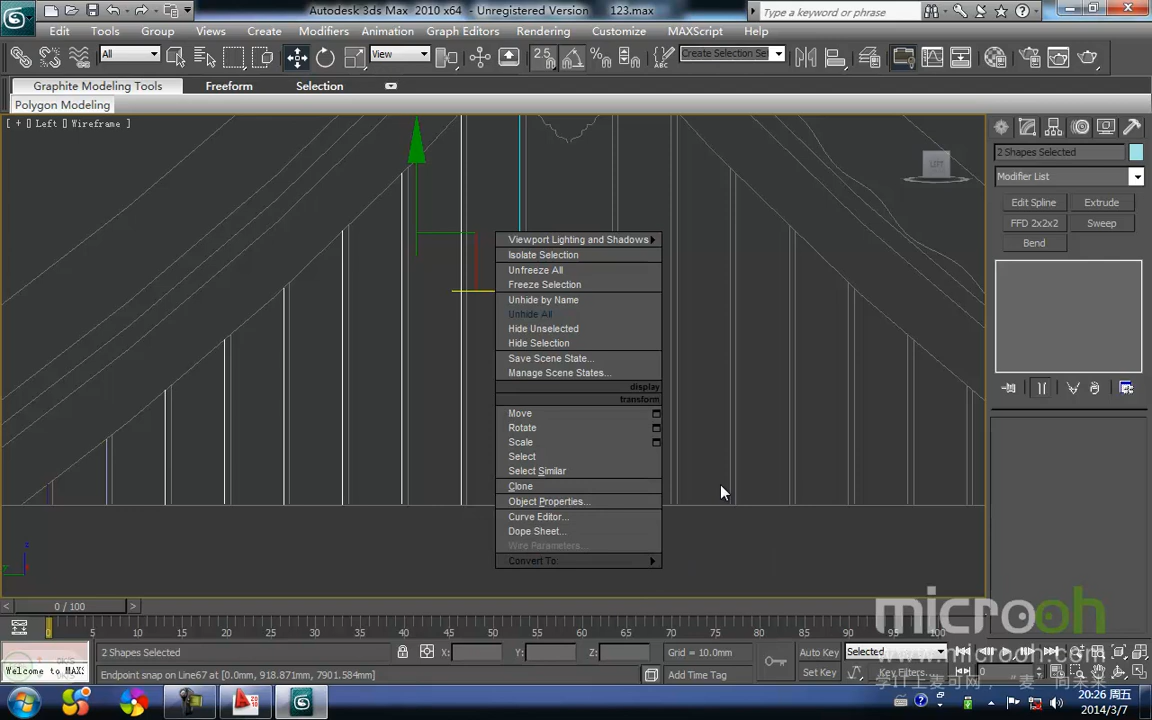 Autodesk 3ds Max 2010 x64 - Unregistered Version 123.max
Type a keyword or phrase
Edit Tools Group Views Create Modifiers Animation Graph Editors Rendering Customize MAXScript Help
All View 2.5 Create Selection Se
Graphite Modeling Tools Freeform Selection
Polygon Modeling
[ + ][ Left ][ Wireframe ]
LEFT
2 Shapes Selected
Modifier List
Edit Spline Extrude
FFD 2x2x2 Sweep
Bend
Viewport Lighting and Shadows
Isolate Selection
Unfreeze All
Freeze Selection
Unhide by Name
Unhide All
Hide Unselected
Hide Selection
Save Scene State...
Manage Scene States...
display
transform
Move
Rotate
Scale
Select
Select Similar
Clone
Object Properties...
Curve Editor...
Dope Sheet...
Wire Parameters...
Convert To:
0 / 100
0 5 10 15 20 25 30 35 40 45 50 55 60 65 70 75 80 85 90 95 100
microoh
2 Shapes Selected X: Y: Z: Grid = 10.0mm Auto Key Selected
www.microoh.com
Welcome to MAX: Endpoint snap on Line67 at [0.0mm, 918.871mm, 7901.584mm] Add Time Tag Set Key Key Filters...
20:26 周五
2014/3/7